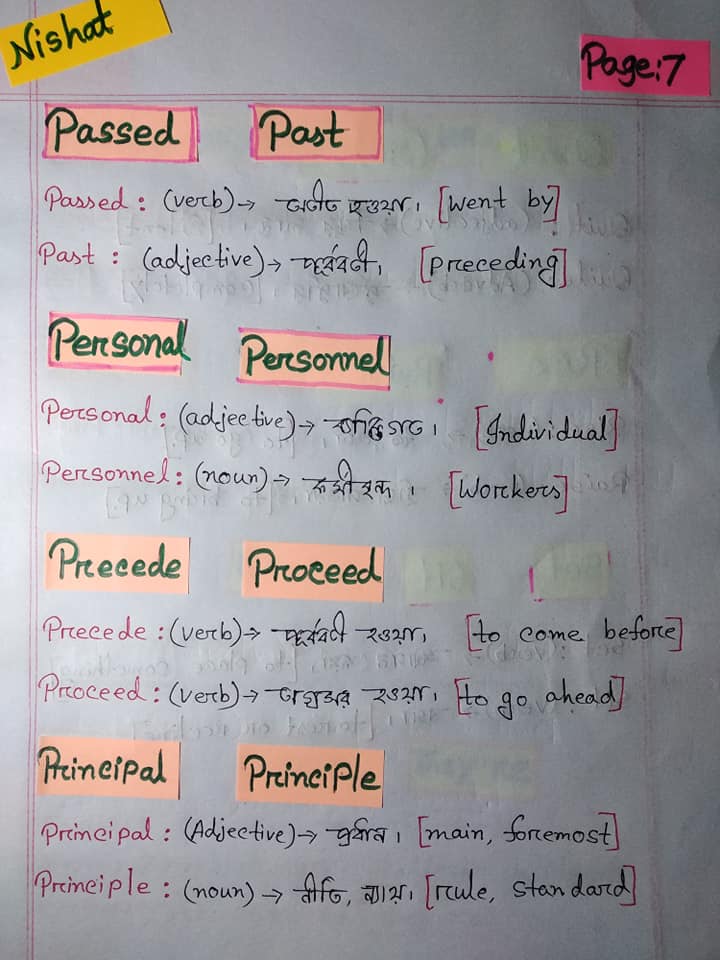 Nishat
Page:7
Passed Past
Passed : (verb) → অতীত হওয়া। [went by]
Past : (adjective) → পূর্ববর্তী, [preceding]
Personal Personnel
Personal : (adjective) → ব্যক্তিগত। [Individual]
Personnel : (noun) → কর্মীবৃন্দ। [Workers]
Precede Proceed
Precede : (verb) → পূর্ববর্তী হওয়া, [to come before]
Proceed : (verb) → অগ্রসর হওয়া, [to go ahead]
Principal Principle
Principal : (Adjective) → প্রধান। [main, foremost]
Principle : (noun) → নীতি, ন্যায়। [rule, standard]